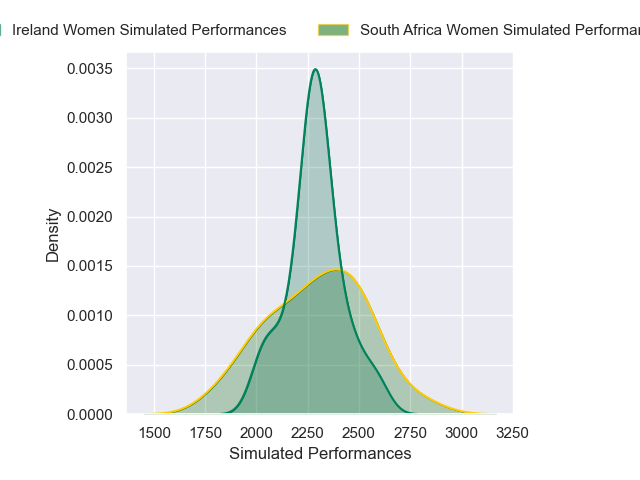 Ireland Women Simulated Performances
South Africa Women Simulated
0.0035
0.0030
0.0025
0.0020
0.0015
0.0010
0.0005
0.0000
Density
1500 1750 2000 2250 2500 2750 3000 3250
Simulated Performances